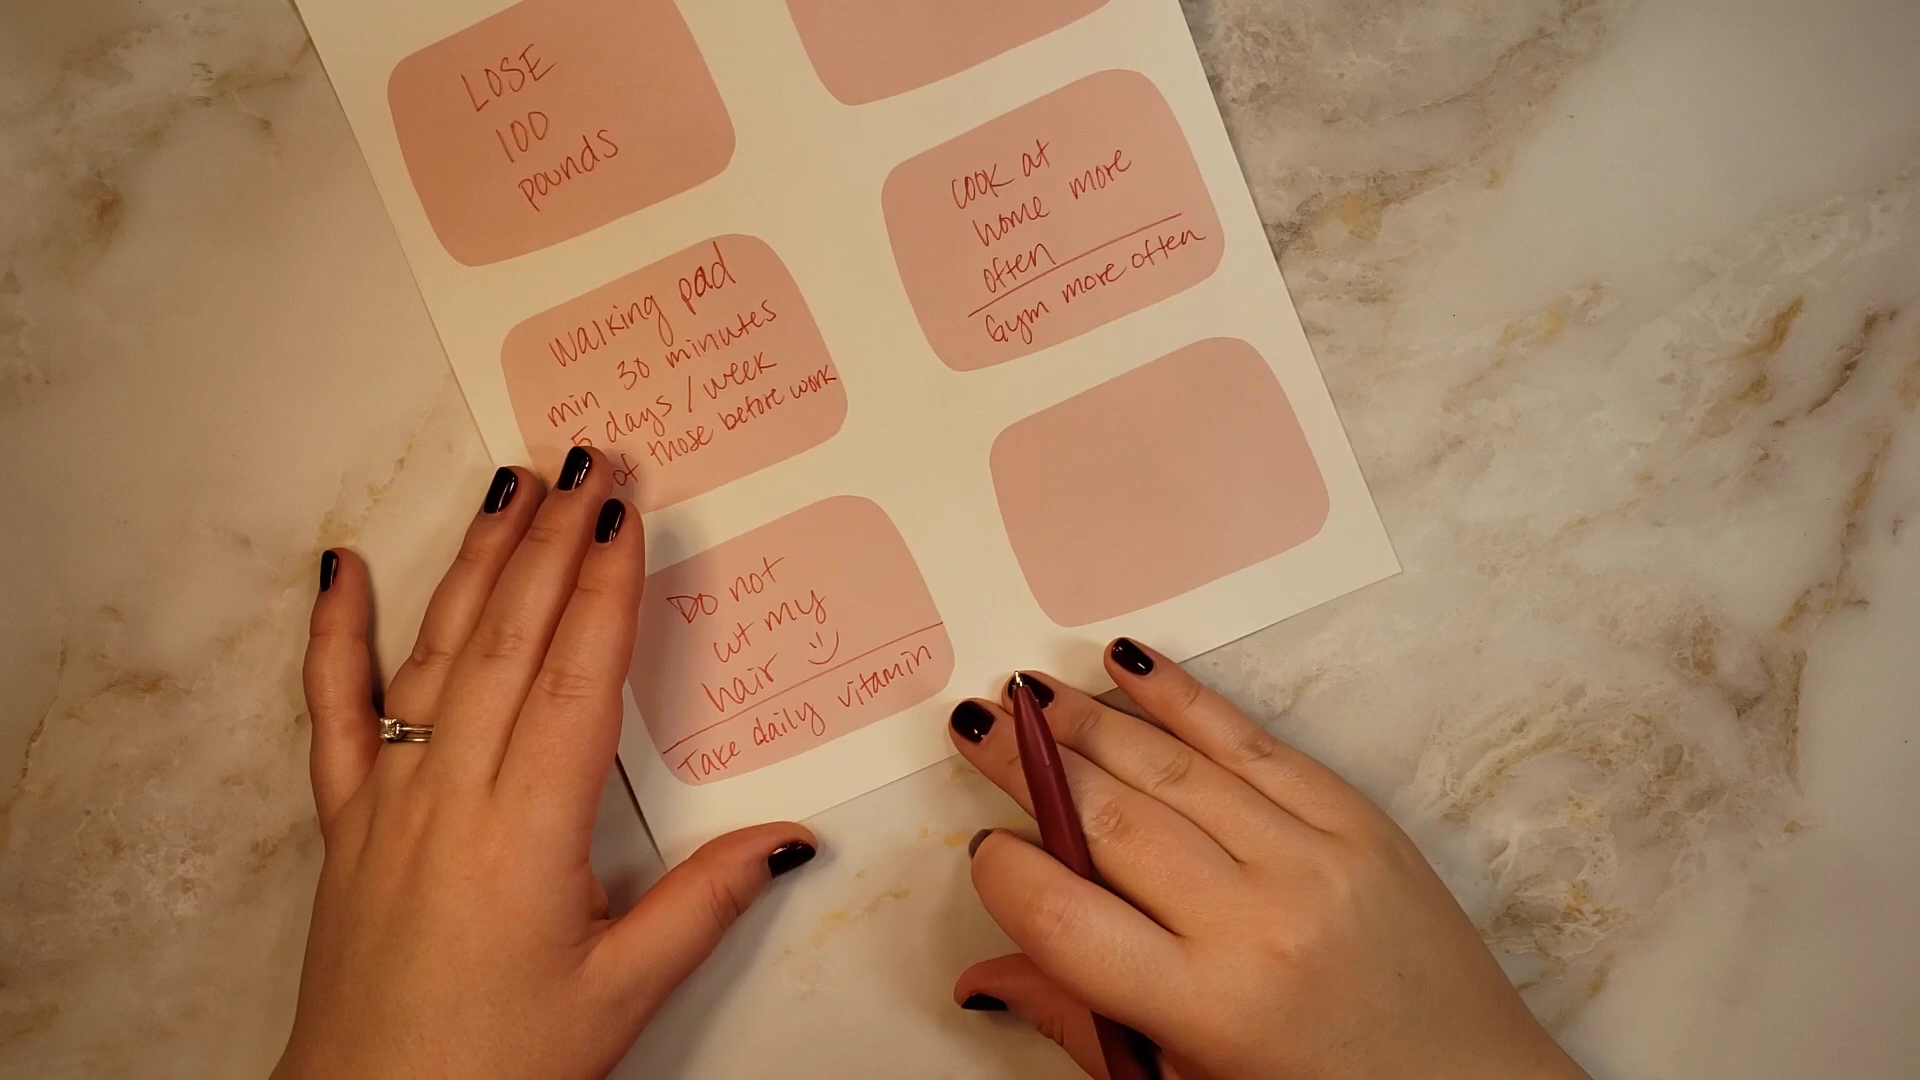 LOSE
100
pounds
Walking pad
min 30 minutes
5 days / week
of those before work
Do not
cut my
hair :)
Take daily vitamin
cook at
home more
often
Gym more often